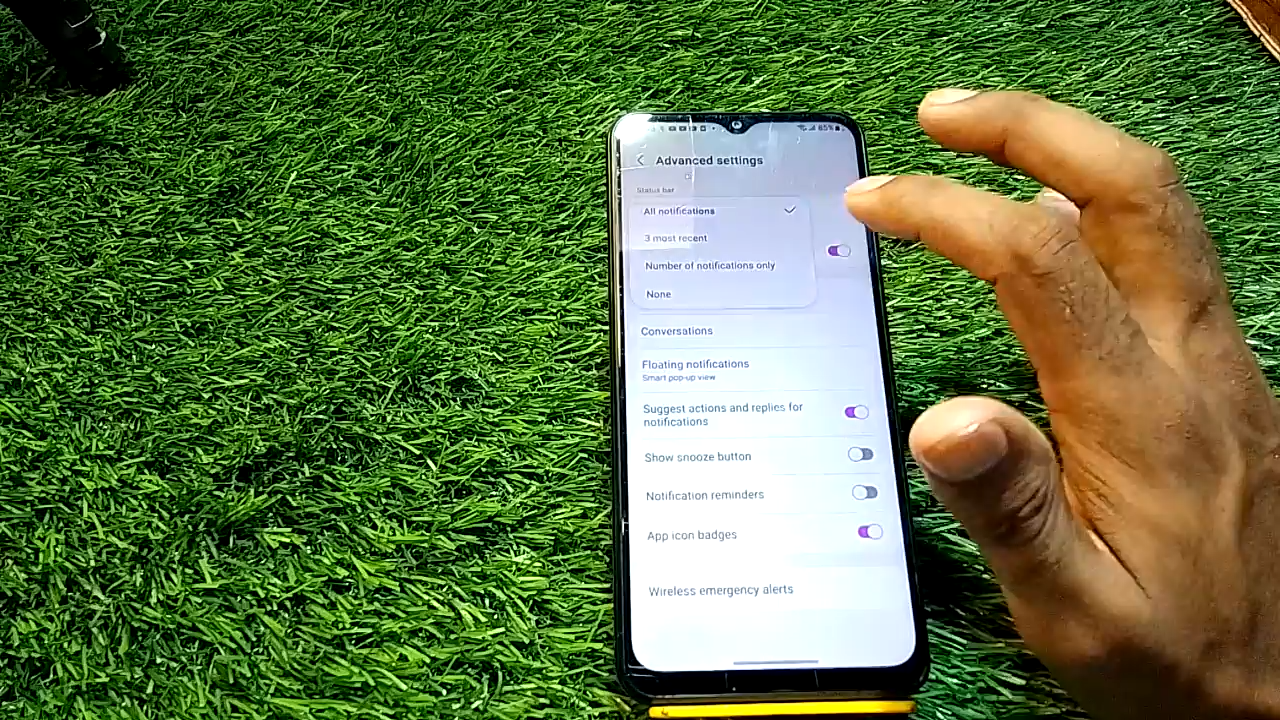 65%
Advanced settings
Status bar
All notifications
3 most recent
Number of notifications only
None
Conversations
Floating notifications
Smart pop-up view
Suggest actions and replies for
notifications
Show snooze button
Notification reminders
App icon badges
Wireless emergency alerts